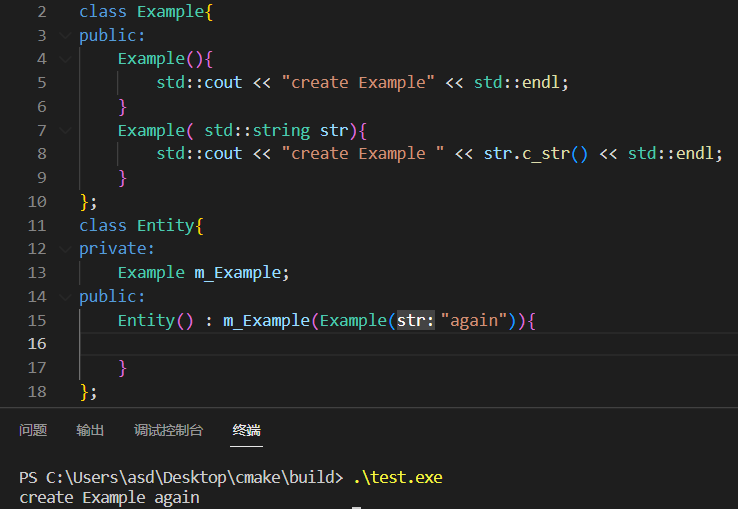 2 class Example{
3 public:
4     Example(){
5         std::cout << "create Example" << std::endl;
6     }
7     Example( std::string str){
8         std::cout << "create Example " << str.c_str() << std::endl;
9     }
10 };
11 class Entity{
12 private:
13     Example m_Example;
14 public:
15     Entity() : m_Example(Example(str: "again")){
16
17     }
18 };
问题 输出 调试控制台 终端
PS C:\Users\asd\Desktop\cmake\build> .\test.exe
create Example again